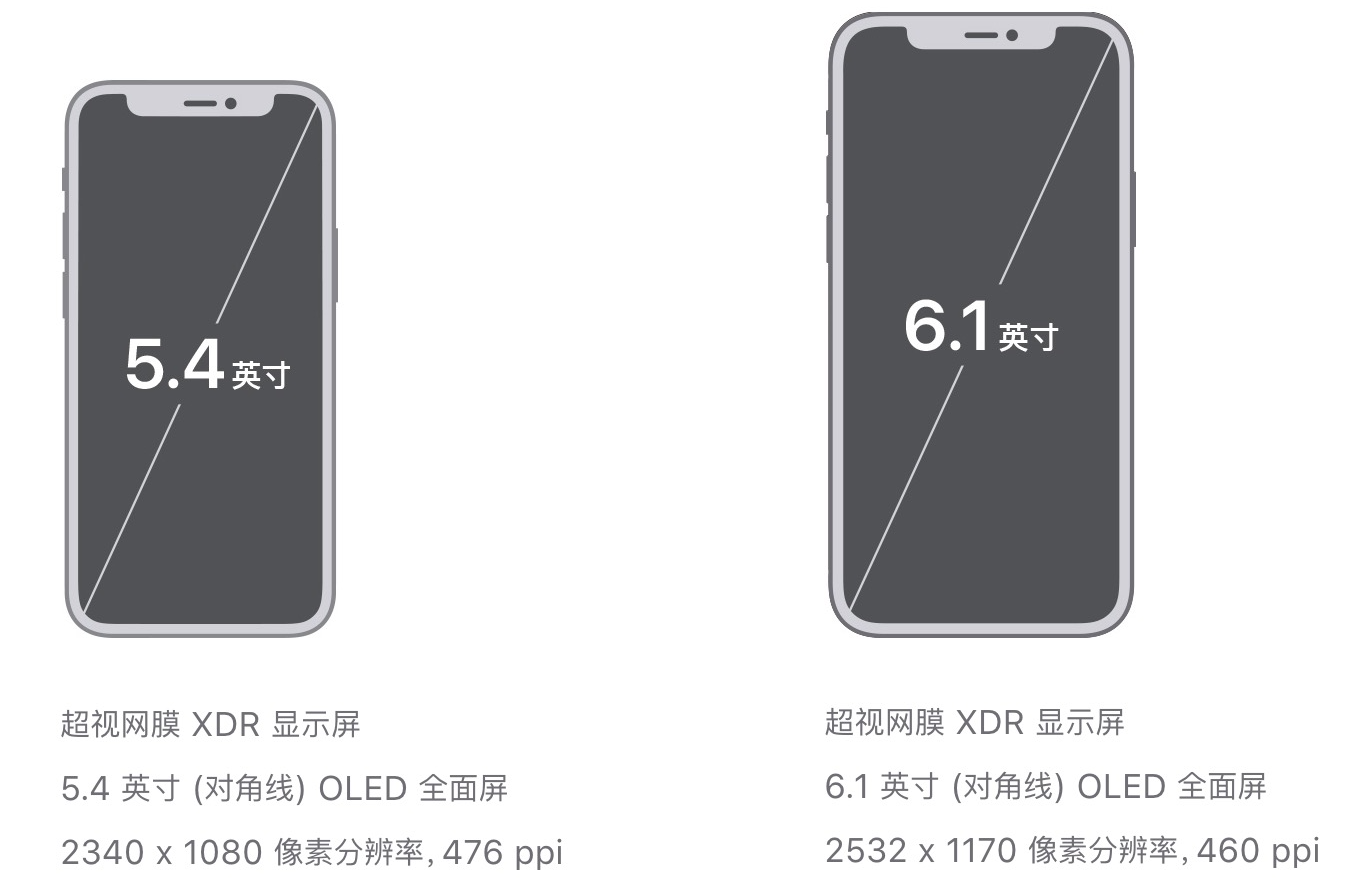 5.4 英寸
超视网膜 XDR 显示屏
5.4 英寸 (对角线) OLED 全面屏
2340 x 1080 像素分辨率, 476 ppi
6.1 英寸
超视网膜 XDR 显示屏
6.1 英寸 (对角线) OLED 全面屏
2532 x 1170 像素分辨率, 460 ppi